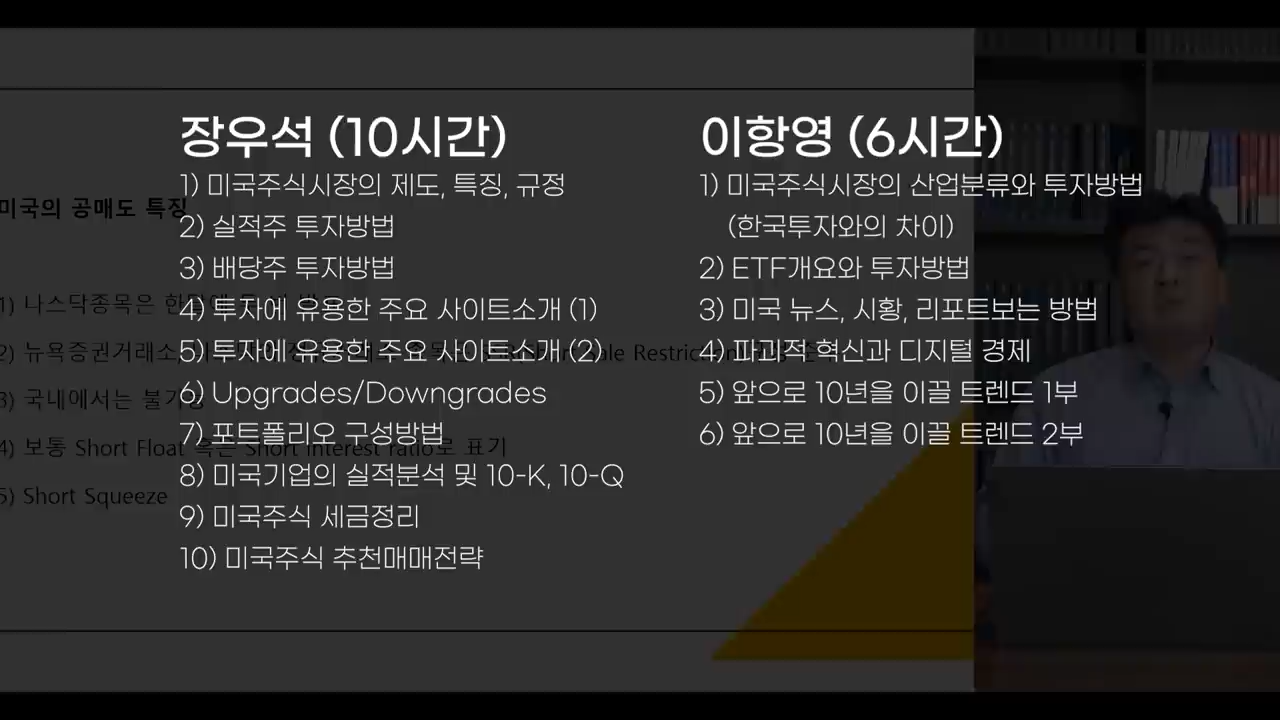 장우석 (10시간)
1) 미국주식시장의 제도, 특징, 규정
2) 실적주 투자방법
3) 배당주 투자방법
4) 투자에 유용한 주요 사이트소개 (1)
5) 투자에 유용한 주요 사이트소개 (2)
6) Upgrades/Downgrades
7) 포트폴리오 구성방법
8) 미국기업의 실적분석 및 10-K, 10-Q
9) 미국주식 세금정리
10) 미국주식 추천매매전략
이항영 (6시간)
1) 미국주식시장의 산업분류와 투자방법
(한국투자와의 차이)
2) ETF개요와 투자방법
3) 미국 뉴스, 시황, 리포트보는 방법
4) 파괴적 혁신과 디지털 경제
5) 앞으로 10년을 이끌 트렌드 1부
6) 앞으로 10년을 이끌 트렌드 2부
미국의 공매도 특징
1) 나스닥종목은
2) 뉴욕증권거래소,
3) 국내에서는
4) 보통 Short Float 혹은 Short interest ratio로 표기
5) Short Squeeze